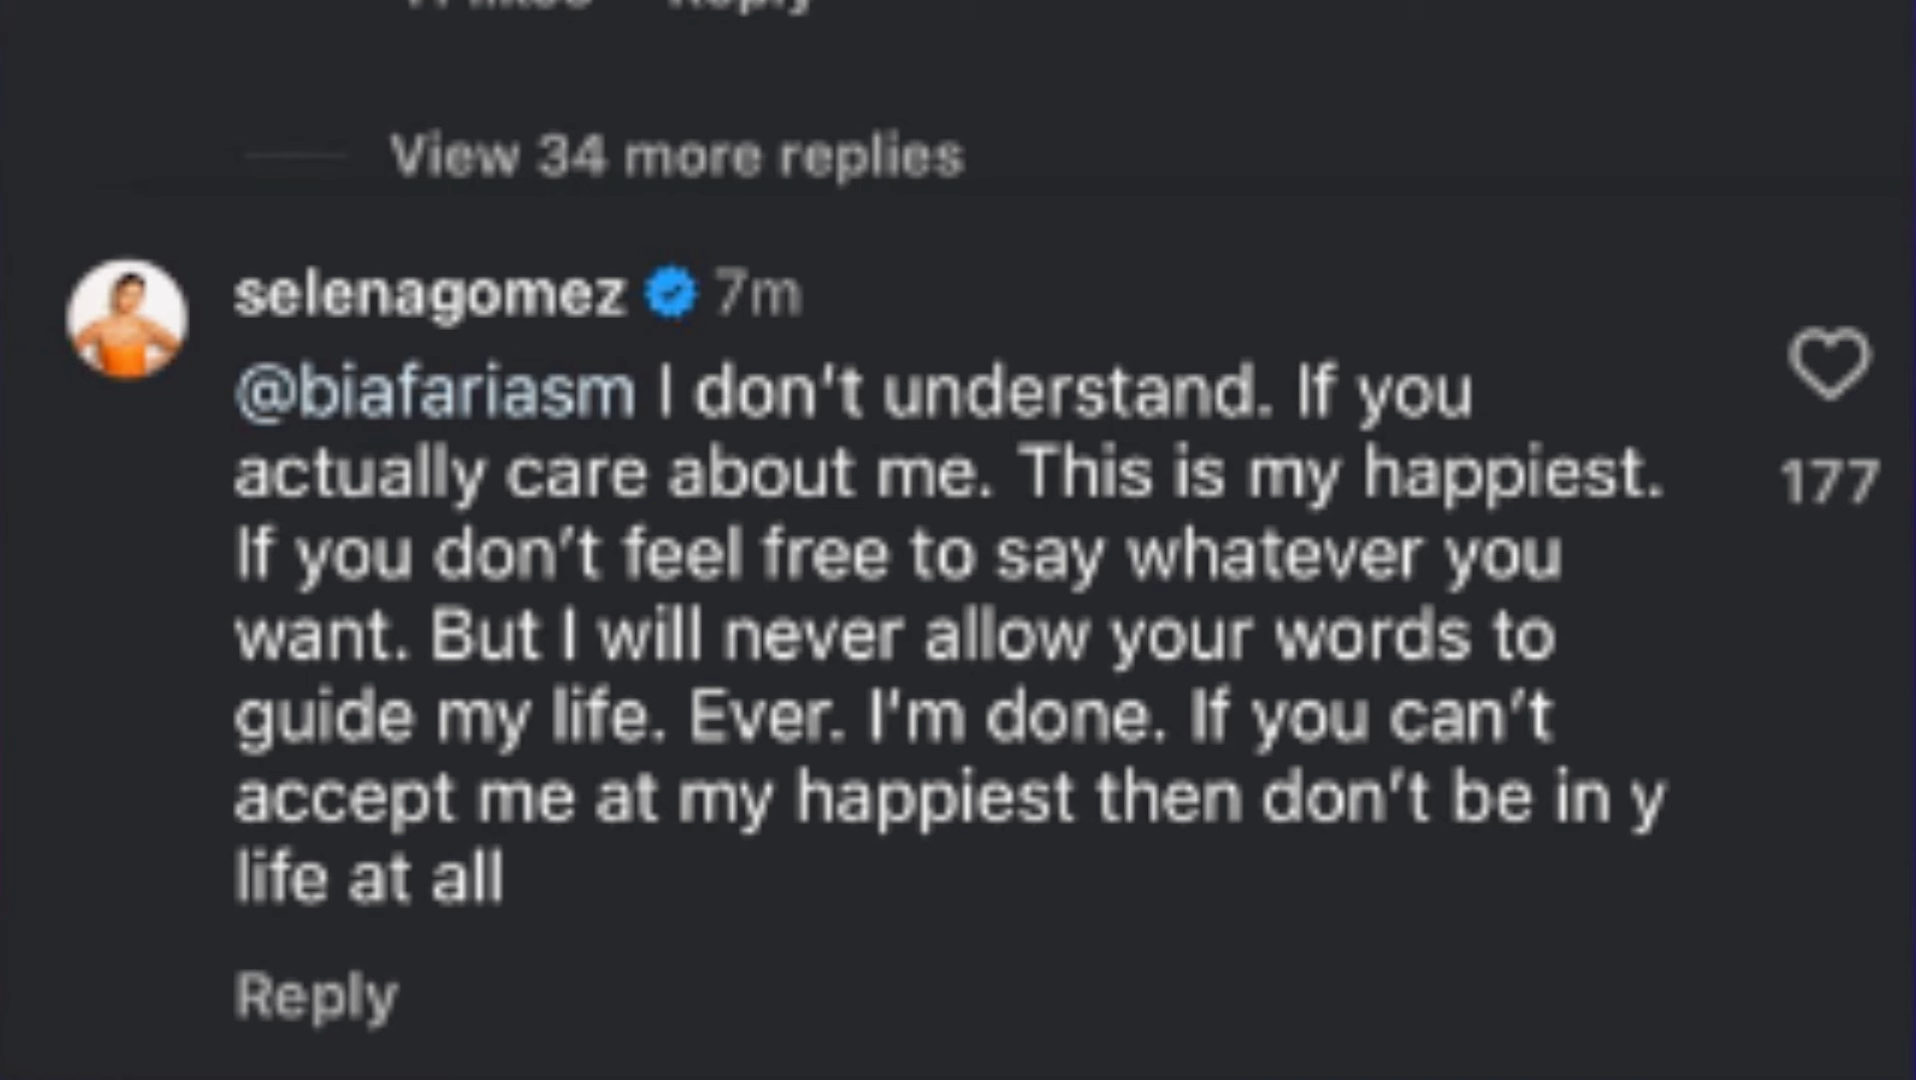 Reply
View 34 more replies
selenagomez 7m
@biafariasm I don't understand. If you
actually care about me. This is my happiest.
If you don't feel free to say whatever you
want. But I will never allow your words to
guide my life. Ever. I'm done. If you can't
accept me at my happiest then don't be in y
life at all
177
Reply